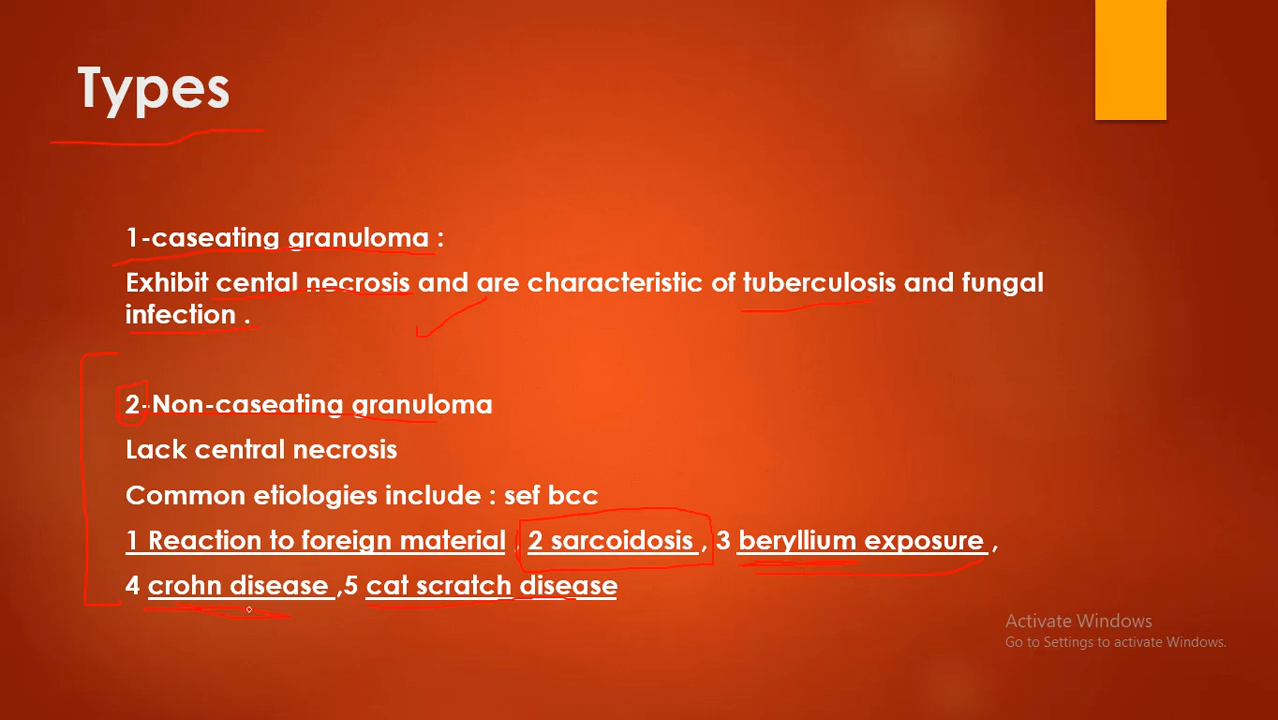 Types
1-caseating granuloma :
Exhibit cental necrosis and are characteristic of tuberculosis and fungal
infection .
2-Non-caseating granuloma
Lack central necrosis
Common etiologies include : sef bcc
1 Reaction to foreign material , 2 sarcoidosis , 3 beryllium exposure ,
4 crohn disease ,5 cat scratch disease
Activate Windows
Go to Settings to activate Windows.